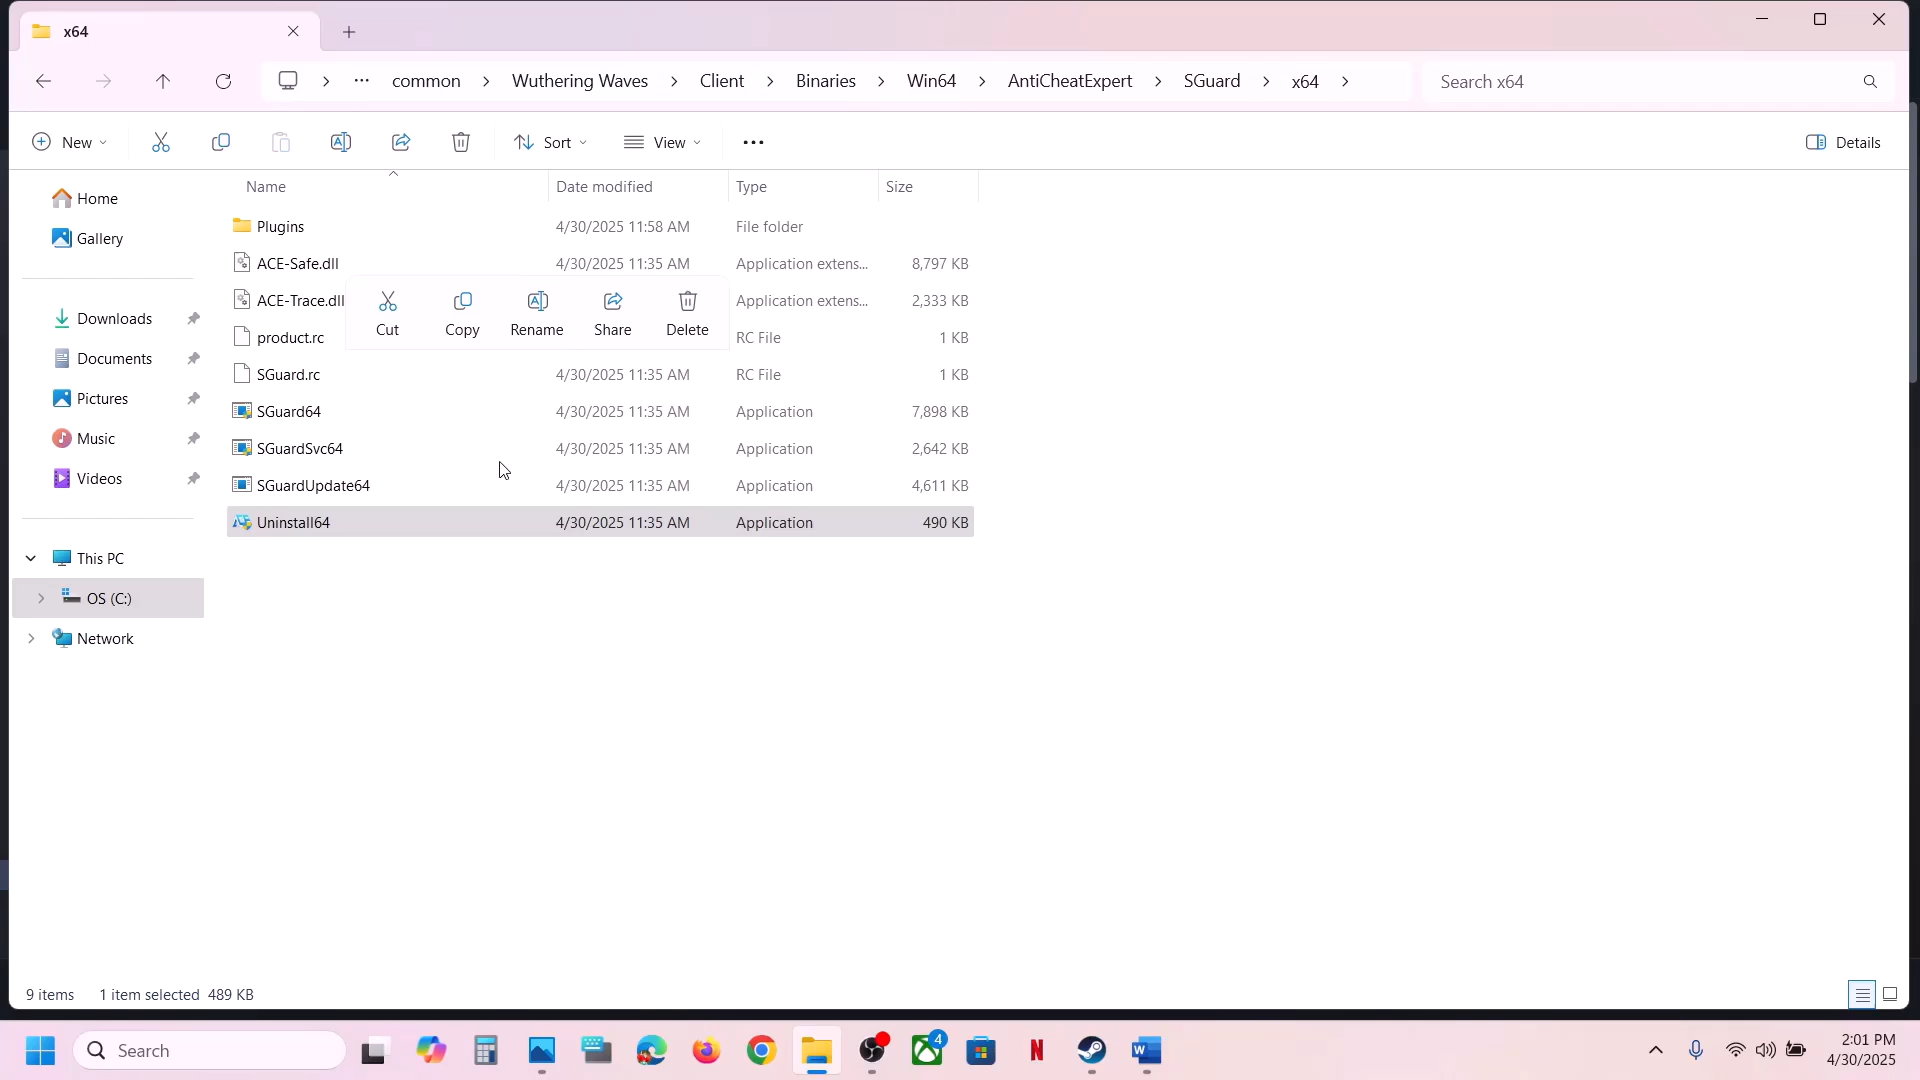 x64
common > Wuthering Waves > Client > Binaries > Win64 > AntiCheatExpert > SGuard > x64 >
Search x64
New
Sort
View
Details
Name Date modified Type Size
Home
Gallery
Downloads
Documents
Pictures
Music
Videos
This PC
OS (C:)
Network
Plugins 4/30/2025 11:58 AM File folder
ACE-Safe.dll 4/30/2025 11:35 AM Application extens... 8,797 KB
ACE-Trace.dll Application extens... 2,333 KB
product.rc RC File 1 KB
Cut Copy Rename Share Delete
SGuard.rc 4/30/2025 11:35 AM RC File 1 KB
SGuard64 4/30/2025 11:35 AM Application 7,898 KB
SGuardSvc64 4/30/2025 11:35 AM Application 2,642 KB
SGuardUpdate64 4/30/2025 11:35 AM Application 4,611 KB
Uninstall64 4/30/2025 11:35 AM Application 490 KB
9 items 1 item selected 489 KB
Search
4
2:01 PM
4/30/2025